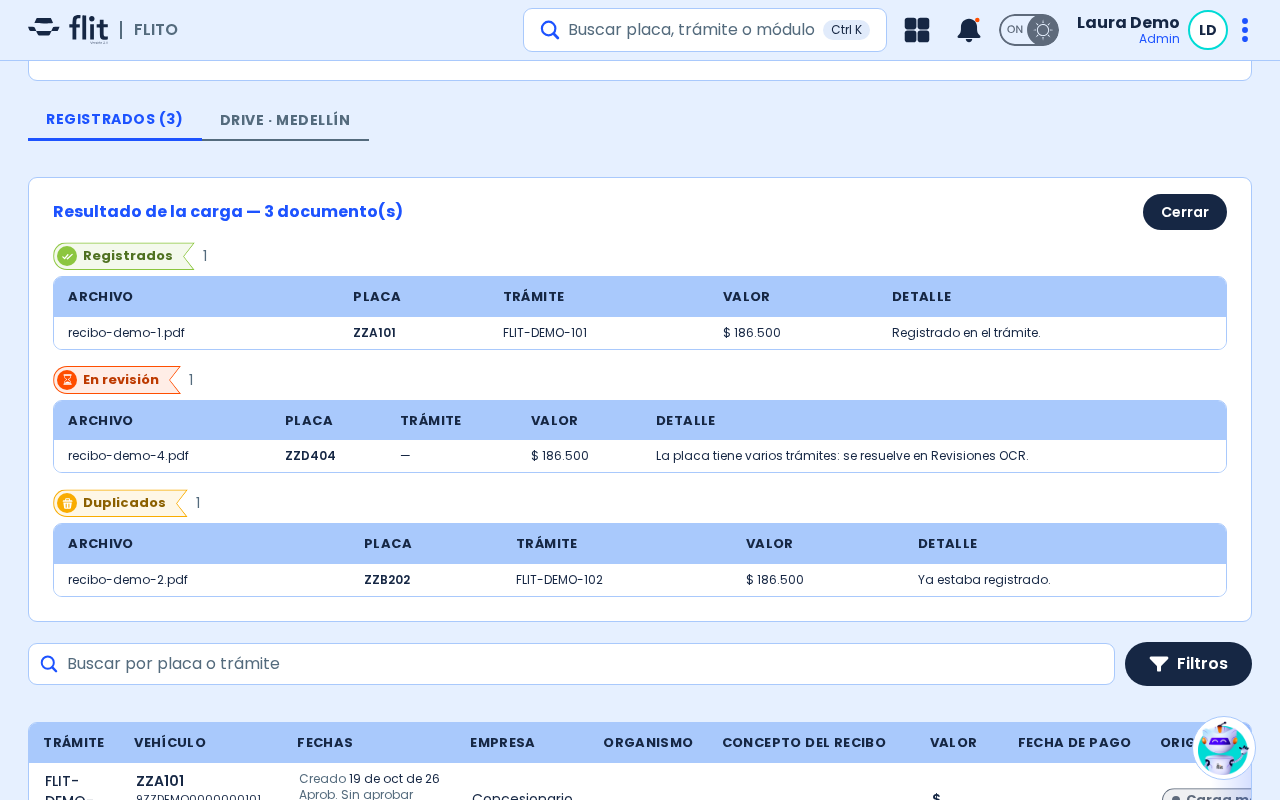 flit | FLITO
Buscar placa, trámite o módulo Ctrl K
ON
Laura Demo
Admin
LD
REGISTRADOS (3) DRIVE · MEDELLÍN
Resultado de la carga — 3 documento(s)
Cerrar
Registrados 1
ARCHIVO PLACA TRÁMITE VALOR DETALLE
recibo-demo-1.pdf ZZA101 FLIT-DEMO-101 $ 186.500 Registrado en el trámite.
En revisión 1
ARCHIVO PLACA TRÁMITE VALOR DETALLE
recibo-demo-4.pdf ZZD404 — $ 186.500 La placa tiene varios trámites: se resuelve en Revisiones OCR.
Duplicados 1
ARCHIVO PLACA TRÁMITE VALOR DETALLE
recibo-demo-2.pdf ZZB202 FLIT-DEMO-102 $ 186.500 Ya estaba registrado.
Buscar por placa o trámite
Filtros
TRÁMITE VEHÍCULO FECHAS EMPRESA ORGANISMO CONCEPTO DEL RECIBO VALOR FECHA DE PAGO
FLIT- ZZA101 Creado 19 de oct de 26
DEMO- 9ZZDEMO0000000101 Aprob. Sin aprobar Concesionario $ Carga